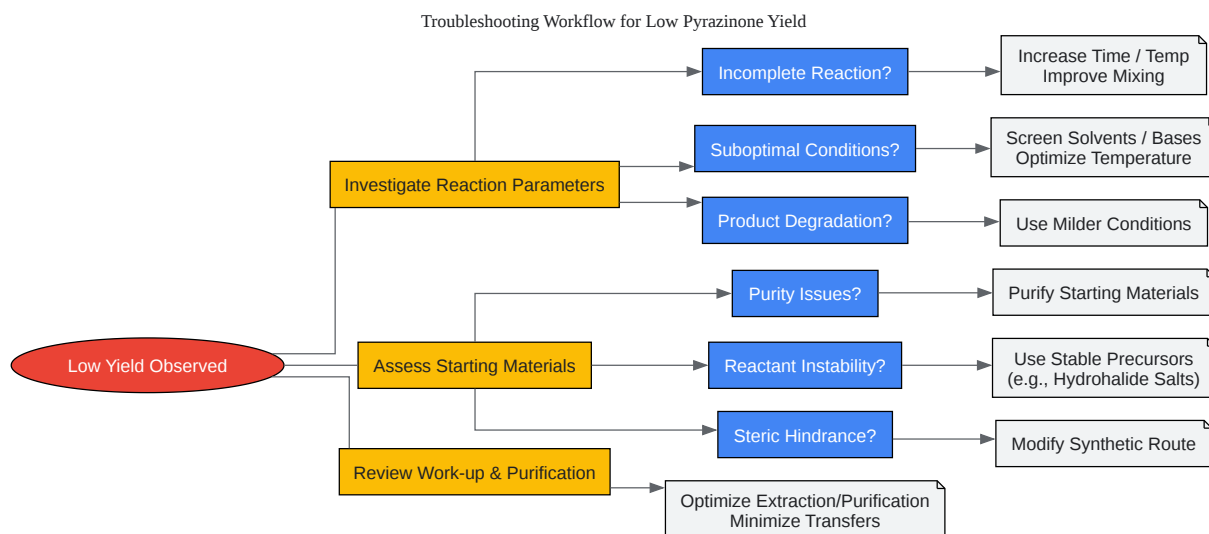 Troubleshooting Workflow for Low Pyrazinone Yield
Low Yield Observed
Investigate Reaction Parameters
Incomplete Reaction?
Increase Time / Temp
Improve Mixing
Suboptimal Conditions?
Screen Solvents / Bases
Optimize Temperature
Product Degradation?
Use Milder Conditions
Assess Starting Materials
Purity Issues?
Purify Starting Materials
Reactant Instability?
Use Stable Precursors
(e.g., Hydrohalide Salts)
Steric Hindrance?
Modify Synthetic Route
Review Work-up & Purification
Optimize Extraction/Purification
Minimize Transfers